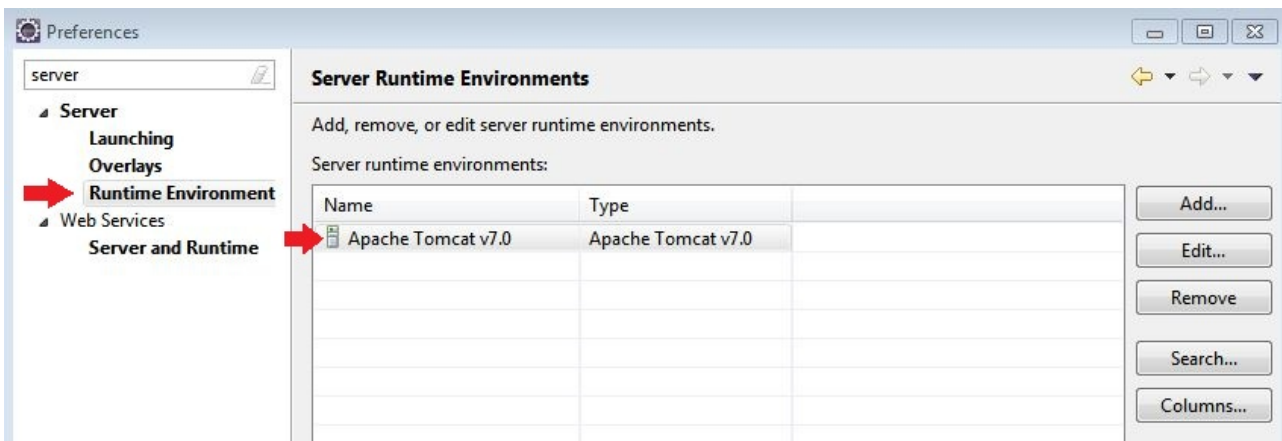 Preferences
server
Server
Launching
Overlays
Runtime Environment
Web Services
Server and Runtime
Server Runtime Environments
Add, remove, or edit server runtime environments.
Server runtime environments:
Name Type
Apache Tomcat v7.0 Apache Tomcat v7.0
Add...
Edit...
Remove
Search...
Columns...